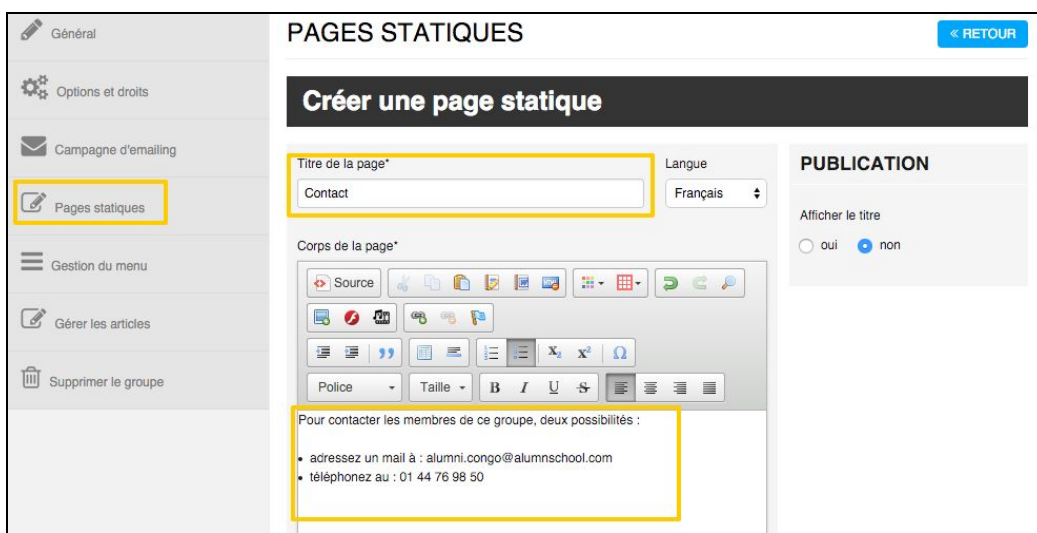 Général
Options et droits
Campagne d'emailing
Pages statiques
Gestion du menu
Gérer les articles
Supprimer le groupe
PAGES STATIQUES
« RETOUR
Créer une page statique
Titre de la page*
Langue
Contact
Français
Corps de la page*
Source
Police
Taille
B I U S
X₂ x² Ω
Pour contacter les membres de ce groupe, deux possibilités :
• adressez un mail à : alumni.congo@alumnschool.com
• téléphonez au : 01 44 76 98 50
PUBLICATION
Afficher le titre
oui non